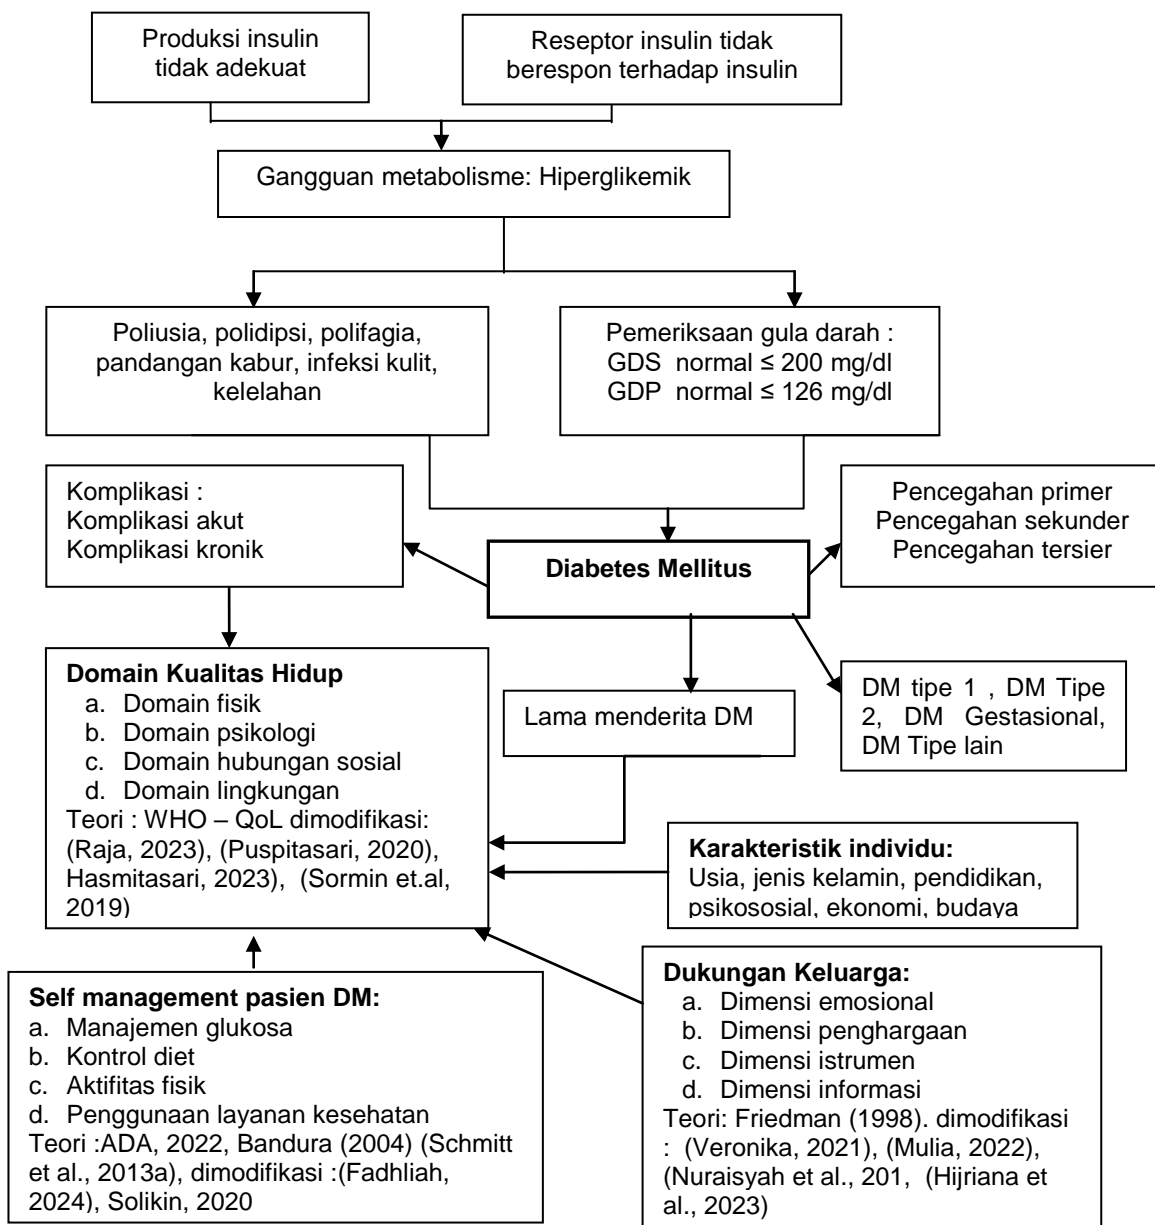 Produksi insulin
tidak adekuat
Reseptor insulin tidak
berespon terhadap insulin
Gangguan metabolisme: Hiperglikemik
Poliusia, polidipsi, polifagia,
pandangan kabur, infeksi kulit,
kelelahan
Pemeriksaan gula darah :
GDS normal ≤ 200 mg/dl
GDP normal ≤ 126 mg/dl
Komplikasi :
Komplikasi akut
Komplikasi kronik
Pencegahan primer
Pencegahan sekunder
Pencegahan tersier
Diabetes Mellitus
Domain Kualitas Hidup
a. Domain fisik
b. Domain psikologi
c. Domain hubungan sosial
d. Domain lingkungan
Teori : WHO – QoL dimodifikasi:
(Raja, 2023), (Puspitasari, 2020),
Hasmitasari, 2023), (Sormin et.al,
2019)
Lama menderita DM
DM tipe 1 , DM Tipe
2, DM Gestasional,
DM Tipe lain
Karakteristik individu:
Usia, jenis kelamin, pendidikan,
psikososial, ekonomi, budaya
Self management pasien DM:
a. Manajemen glukosa
b. Kontrol diet
c. Aktifitas fisik
d. Penggunaan layanan kesehatan
Teori :ADA, 2022, Bandura (2004) (Schmitt
et al., 2013a), dimodifikasi :(Fadhliah,
2024), Solikin, 2020
Dukungan Keluarga:
a. Dimensi emosional
b. Dimensi penghargaan
c. Dimensi istrumen
d. Dimensi informasi
Teori: Friedman (1998). dimodifikasi
: (Veronika, 2021), (Mulia, 2022),
(Nuraisyah et al., 201, (Hijriana et
al., 2023)